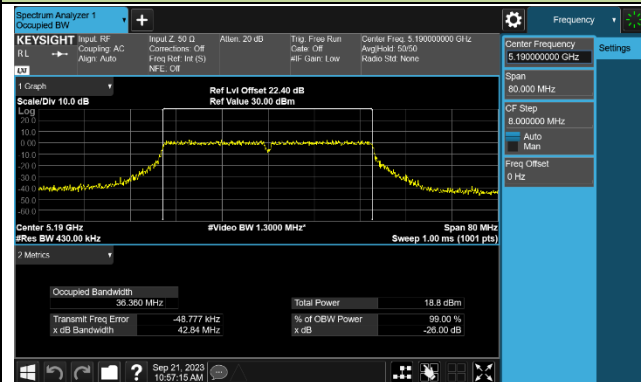 Spectrum Analyzer 1
Occupied BW
Frequency
KEYSIGHT
Input: RF
Input Z: 50 Ω
Atten: 20 dB
Trig: Free Run
Center Freq: 5.190000000 GHz
RL
Coupling: AC
Corrections: Off
Gate: Off
Avg|Hold: 50/50
Align: Auto
Freq Ref: Int (S)
#IF Gain: Low
Radio Std: None
LXI
NFE: Off
Center Frequency
5.190000000 GHz
Settings
Span
80.000 MHz
CF Step
8.000000 MHz
Auto
Man
Freq Offset
0 Hz
1 Graph
Ref Lvl Offset 22.40 dB
Scale/Div 10.0 dB
Ref Value 30.00 dBm
Log
20.0
10.0
0.00
-10.0
-20.0
-30.0
-40.0
-50.0
-60.0
Center 5.19 GHz
#Video BW 1.3000 MHz*
Span 80 MHz
#Res BW 430.00 kHz
Sweep 1.00 ms (1001 pts)
2 Metrics
Occupied Bandwidth
36.360 MHz
Total Power
18.8 dBm
Transmit Freq Error
-48.777 kHz
% of OBW Power
99.00 %
x dB Bandwidth
42.84 MHz
x dB
-26.00 dB
Sep 21, 2023
10:57:15 AM